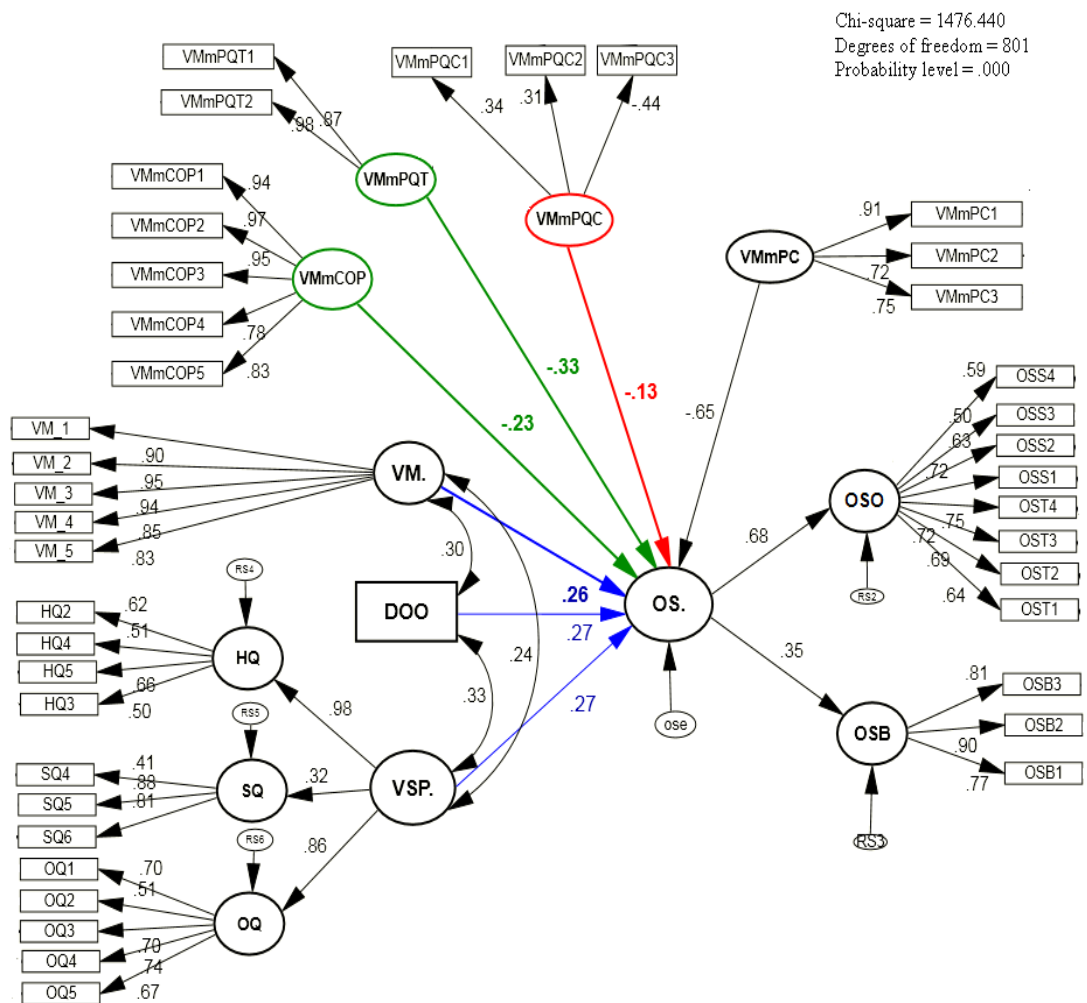 Chi-square = 1476.440
Degrees of freedom = 801
Probability level = .000
VMmPQT1
VMmPQT2
.87
.98
VMmPQT
VMmPQC1
VMmPQC2
VMmPQC3
.34
.31
-.44
VMmPQC
VMmCOP1
VMmCOP2
VMmCOP3
VMmCOP4
VMmCOP5
.94
.97
.95
.78
.83
VMmCOP
VMmPC
.91
.72
.75
VMmPC1
VMmPC2
VMmPC3
-.33
-.23
-.13
-.65
VM_1
VM_2
VM_3
VM_4
VM_5
.90
.95
.94
.85
.83
VM.
.30
.24
.33
DOO
.26
.27
.27
OS.
ose
.68
.35
OSO
RS2
.59
.50
.63
.72
.75
.72
.69
.64
OSS4
OSS3
OSS2
OSS1
OST4
OST3
OST2
OST1
OSB
RS3
.81
.90
.77
OSB3
OSB2
OSB1
RS4
HQ2
HQ4
HQ5
HQ3
.62
.51
.66
.50
HQ
.98
RS5
SQ4
SQ5
SQ6
.41
.88
.81
SQ
.32
VSP.
.86
RS6
OQ1
OQ2
OQ3
OQ4
OQ5
.70
.51
.70
.74
.67
OQ